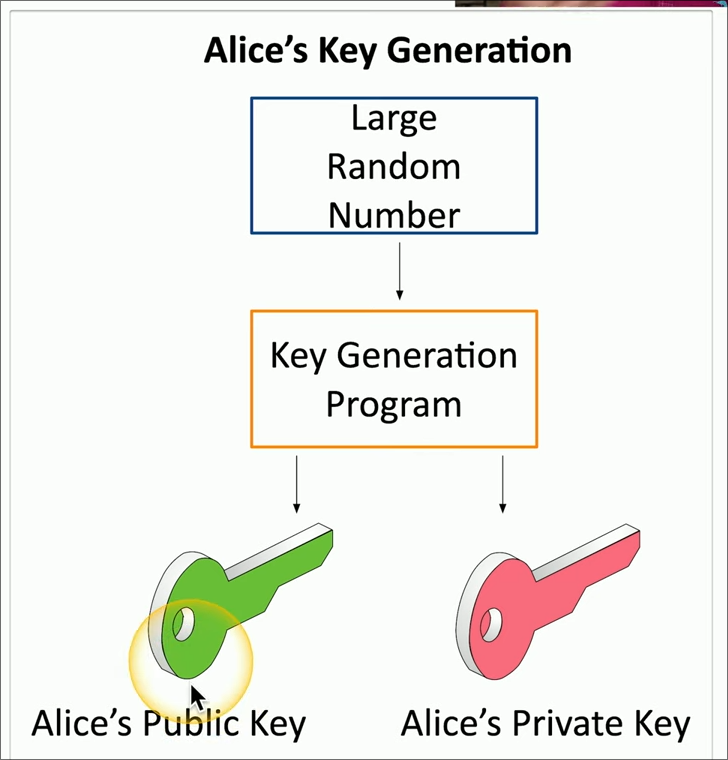 Alice’s Key Generation
Large
Random
Number
Key Generation
Program
Alice’s Public Key
Alice’s Private Key